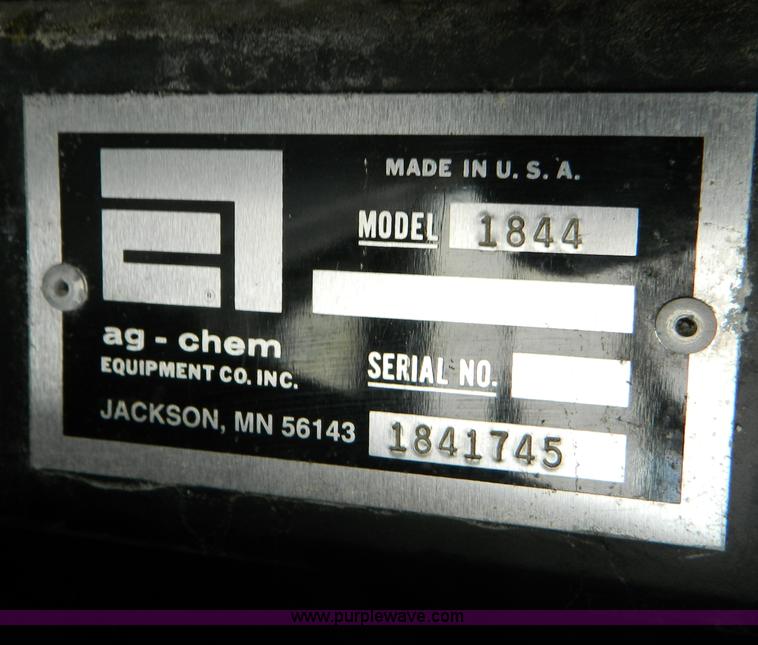 MADE IN U.S.A.
MODEL 1844
ag-chem
EQUIPMENT CO. INC.
SERIAL NO.
JACKSON, MN 56143
1841745
www.purplewave.com